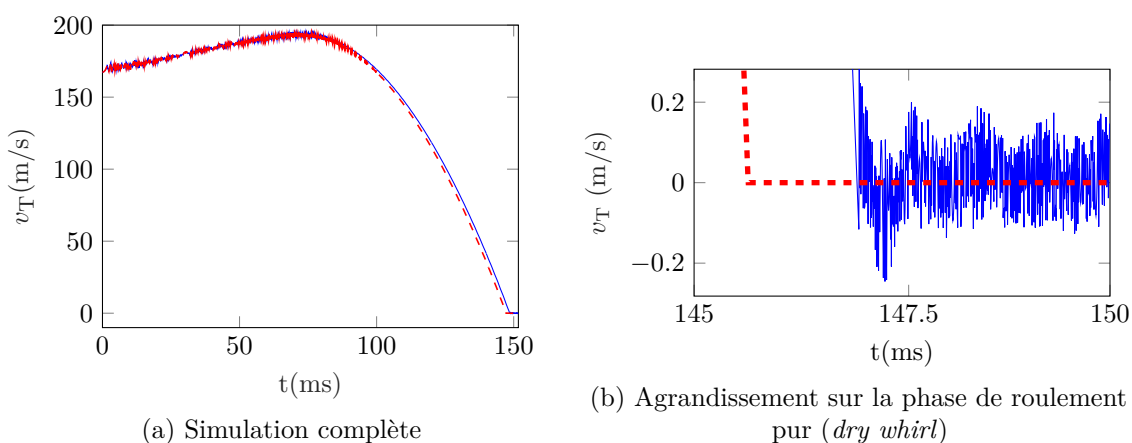 200
150
100
50
0
v_T (m/s)
0
50
100
150
t(ms)
(a) Simulation complète
0.2
0
−0.2
v_T (m/s)
145
147.5
150
t(ms)
(b) Agrandissement sur la phase de roulement
pur (dry whirl)